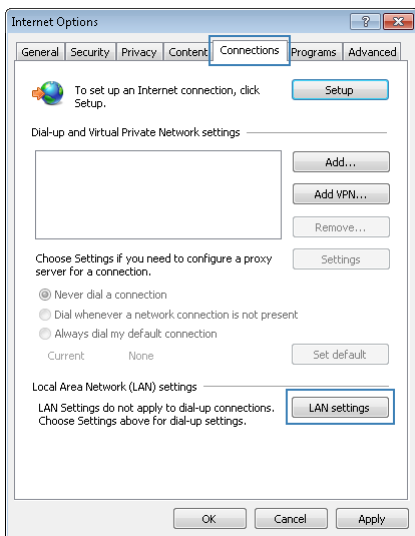 Internet Options
General Security Privacy Content Connections Programs Advanced
To set up an Internet connection, click
Setup.
Setup
Dial-up and Virtual Private Network settings
Add...
Add VPN...
Remove...
Choose Settings if you need to configure a proxy
server for a connection.
Settings
Never dial a connection
Dial whenever a network connection is not present
Always dial my default connection
Current None
Set default
Local Area Network (LAN) settings
LAN Settings do not apply to dial-up connections.
Choose Settings above for dial-up settings.
LAN settings
OK Cancel Apply